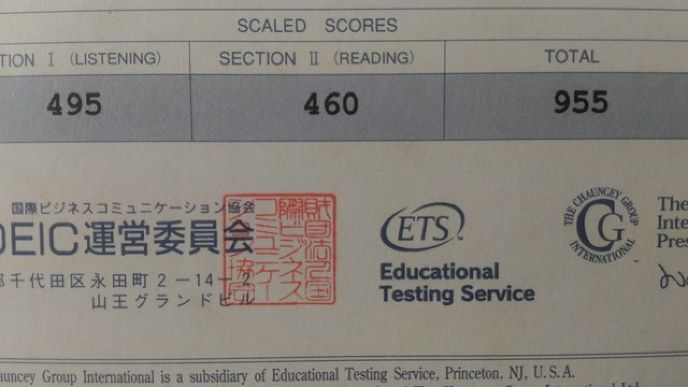 SCALED SCORES
TION I (LISTENING) SECTION II (READING) TOTAL
495 460 955
国際ビジネスコミュニケーション協会
OEIC運営委員会
都千代田区永田町2-14-2
山王グランドビル
ETS
Educational
Testing Service
THE CHAUNCEY GROUP
INTERNATIONAL
CG
The
Inte
Pres
auncey Group International is a subsidiary of Educational Testing Service, Princeton, NJ, U.S.A.